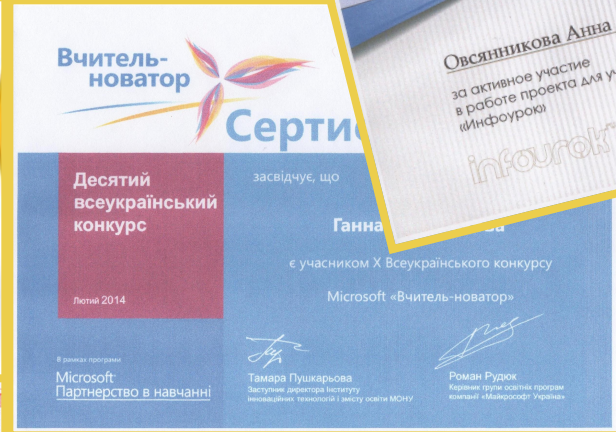 Вчитель-
новатор
Десятий
всеукраїнський
конкурс
Лютий 2014
В рамках програми
Microsoft
Партнерство в навчанні
засвідчує, що
Ганна
є учасником X Всеукраїнського конкурсу
Microsoft «Вчитель-новатор»
Тамара Пушкарьова
Заступник директора Інституту
інноваційних технологій і змісту освіти МОНУ
Роман Рудюк
Керівник групи освітніх програм
компанії «Майкрософт Україна»
Овсянникова Анна
за активное участие
в работе проекта для
«Инфоурок»
infourok